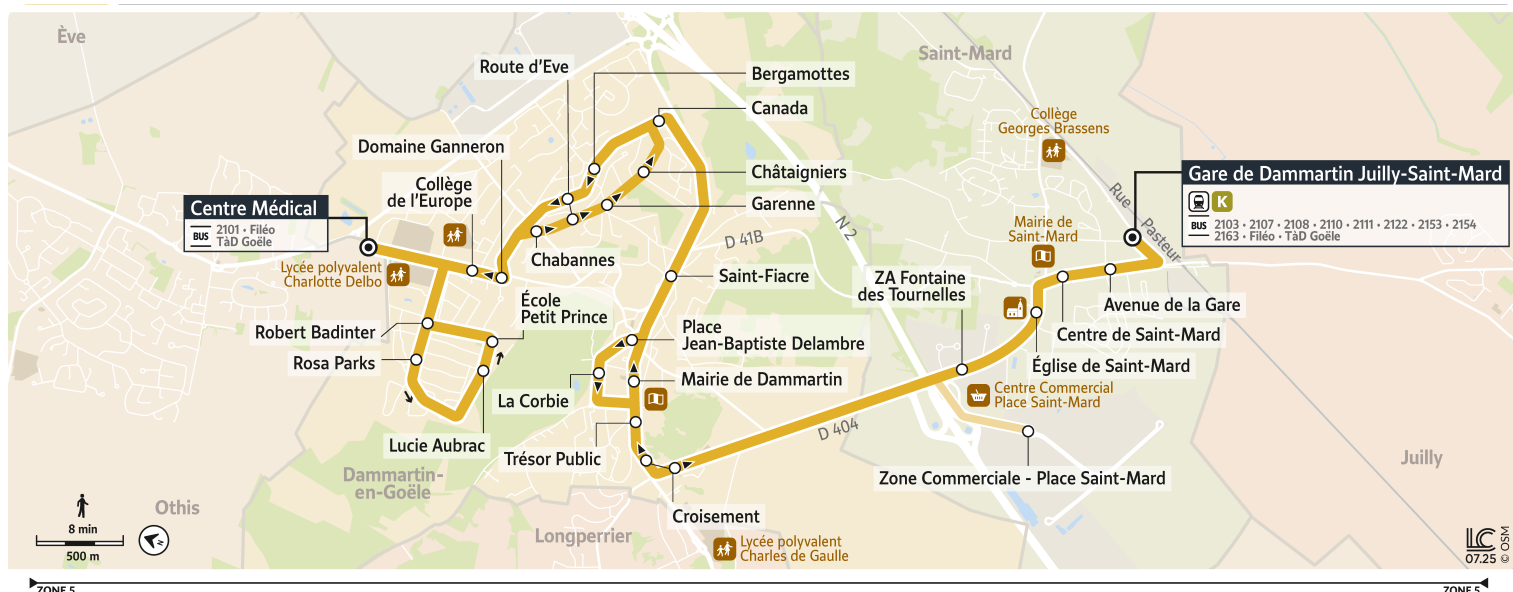 Ève
Saint-Mard
Route d'Eve
Bergamottes
Canada
Collège
Georges Brassens
Domaine Ganneron
Châtaigniers
Gare de Dammartin Juilly-Saint-Mard
K
BUS
2103 • 2107 • 2108 • 2110 • 2111 • 2122 • 2153 • 2154
2163 • Filéo • TàD Goële
Collège
de l'Europe
Centre Médical
BUS
2101 • Filéo
TàD Goële
Garenne
Rue Pasteur
N 2
Mairie de
Saint-Mard
D 41B
Chabannes
Lycée polyvalent
Charlotte Delbo
Saint-Fiacre
ZA Fontaine
des Tournelles
École
Petit Prince
Avenue de la Gare
Robert Badinter
Place
Jean-Baptiste Delambre
Centre de Saint-Mard
Rosa Parks
Église de Saint-Mard
Mairie de Dammartin
Centre Commercial
Place Saint-Mard
La Corbie
D 404
Lucie Aubrac
Trésor Public
Juilly
Dammartin-
en-Goële
Zone Commerciale - Place Saint-Mard
Othis
Croisement
8 min
500 m
Longperrier
Lycée polyvalent
Charles de Gaulle
LC
07.25
© OSM
ZONE 5
ZONE 5